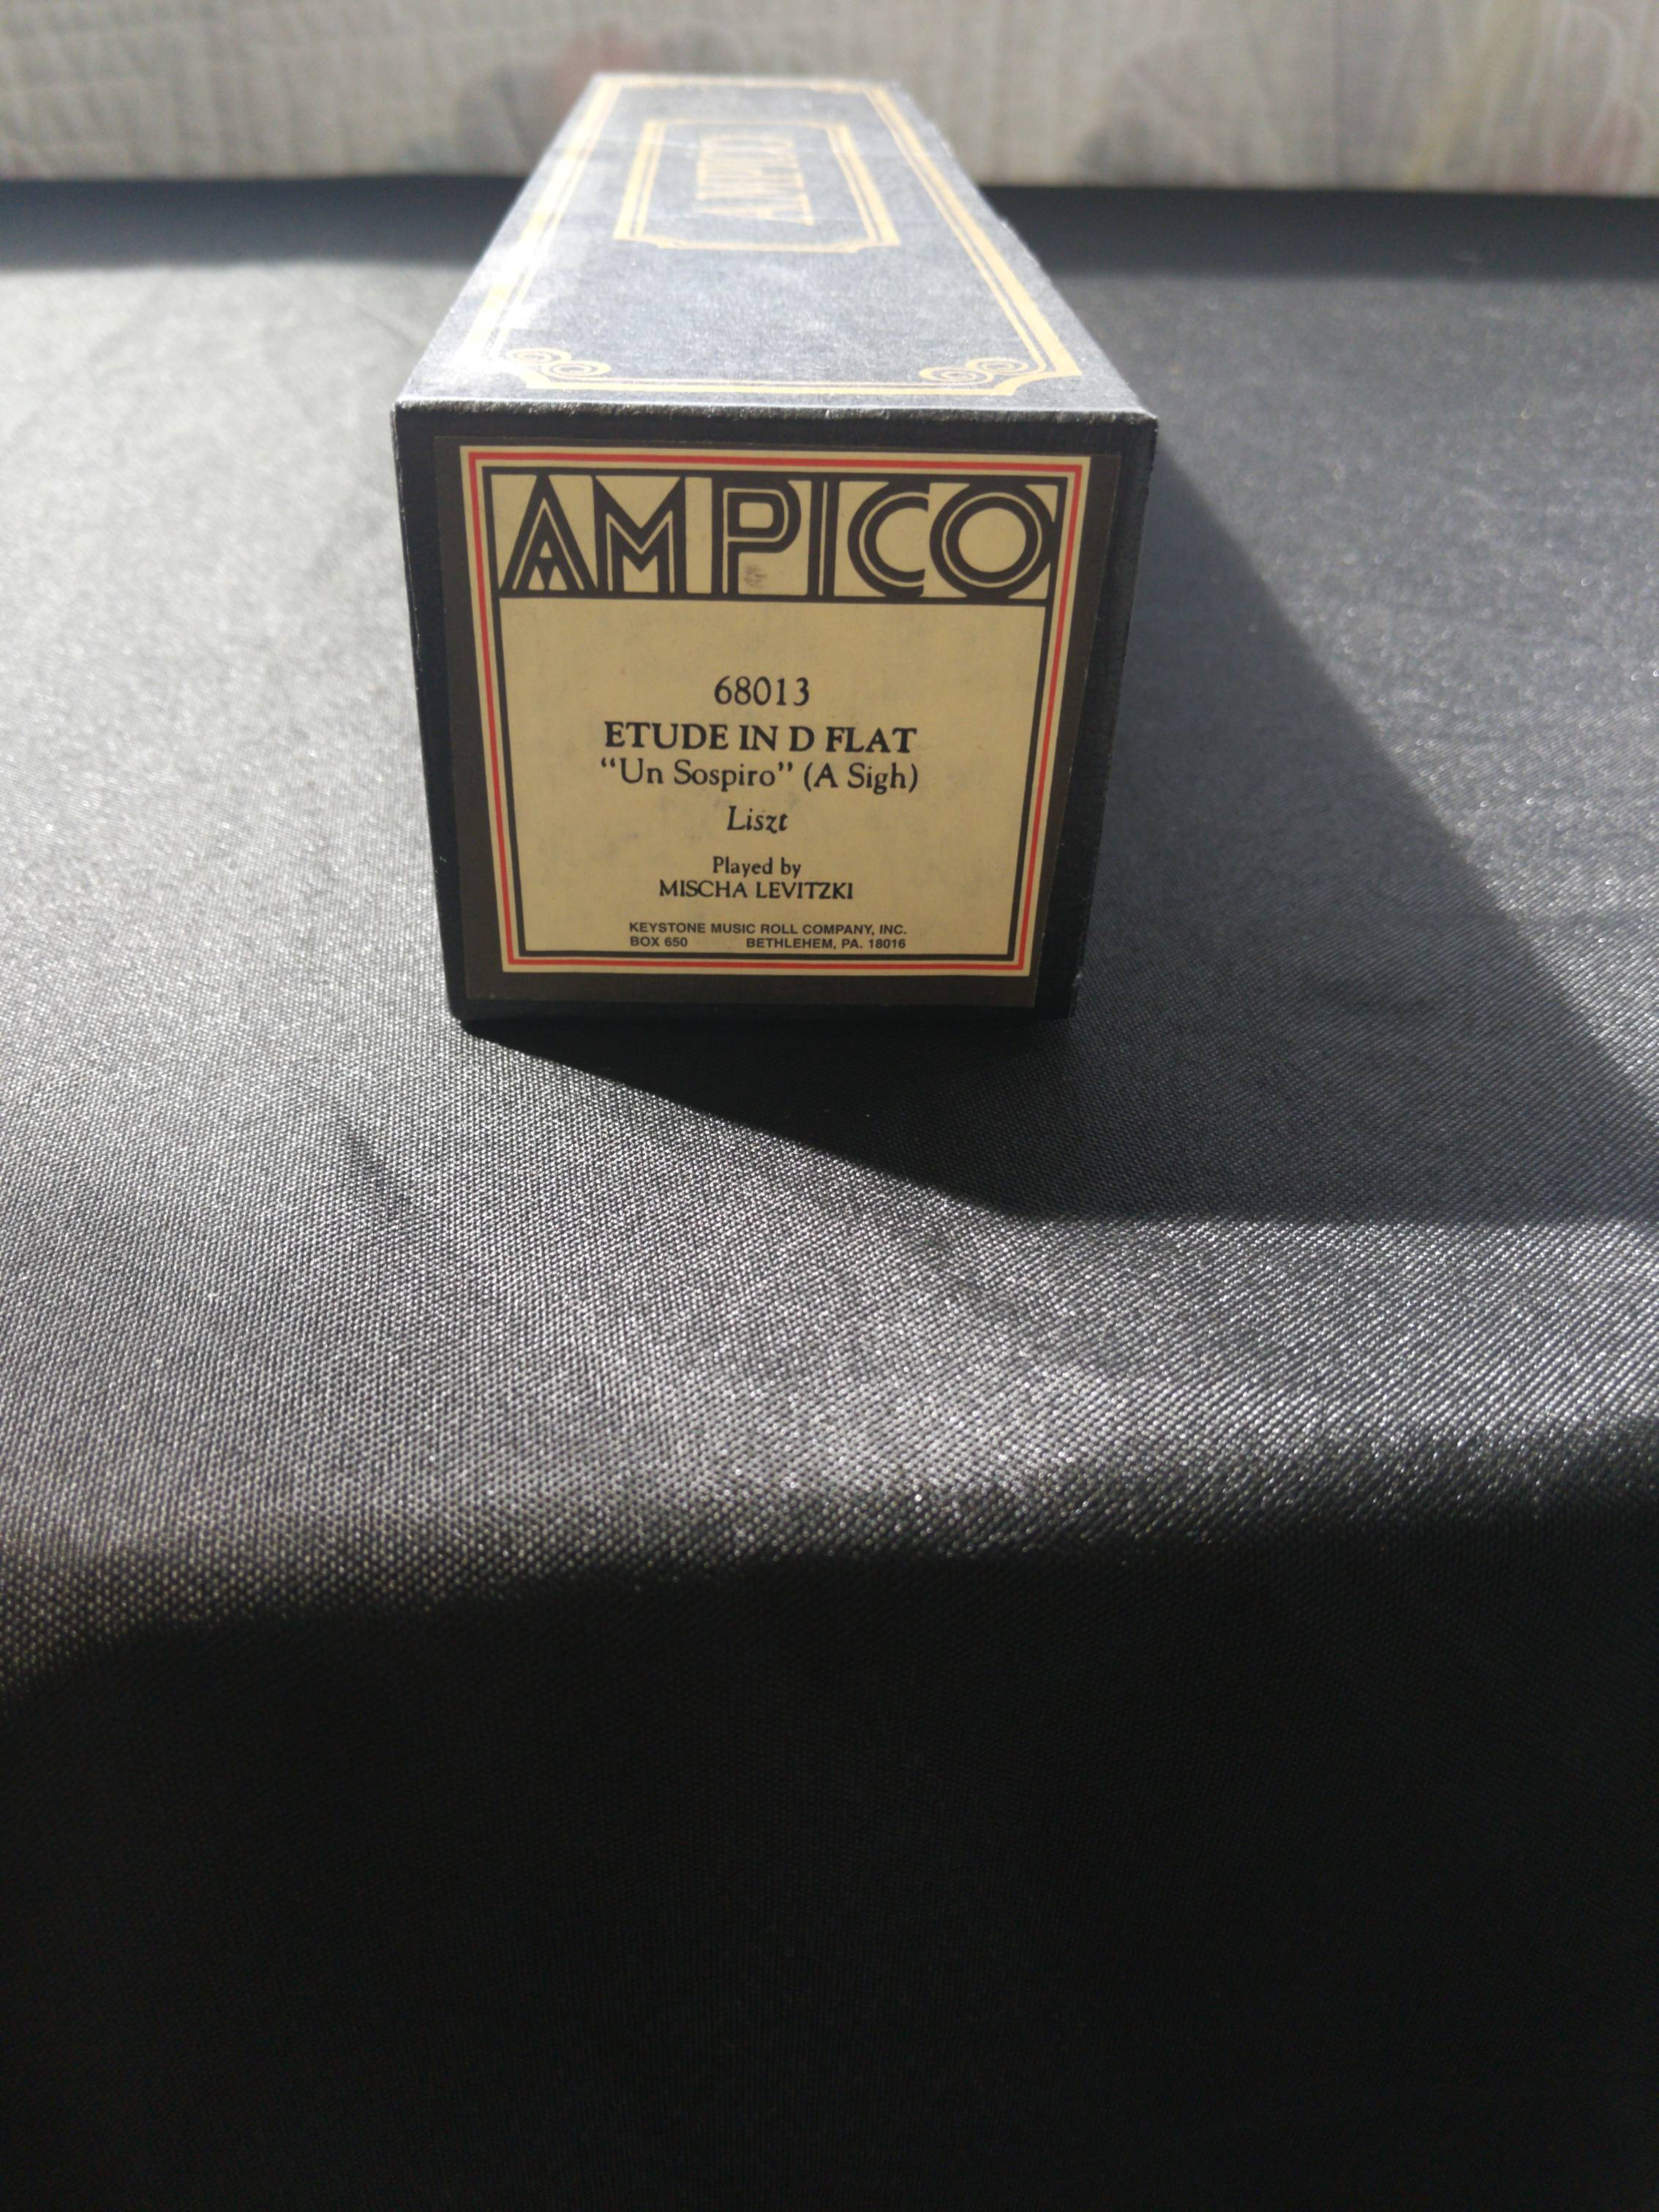 AMPICO
AMPICO
68013
ETUDE IN D FLAT
“Un Sospiro” (A Sigh)
Liszt
Played by
MISCHA LEVITZKI
KEYSTONE MUSIC ROLL COMPANY, INC.
BOX 650 BETHLEHEM, PA. 18016